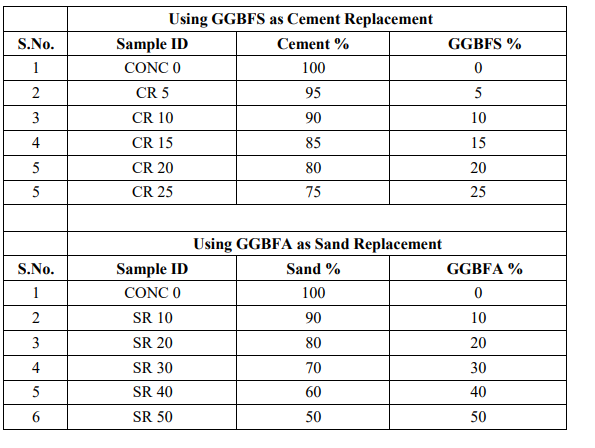 Using GGBFS as Cement Replacement
S.No. Sample ID Cement % GGBFS %
1 CONC 0 100 0
2 CR 5 95 5
3 CR 10 90 10
4 CR 15 85 15
5 CR 20 80 20
5 CR 25 75 25
Using GGBFA as Sand Replacement
S.No. Sample ID Sand % GGBFA %
1 CONC 0 100 0
2 SR 10 90 10
3 SR 20 80 20
4 SR 30 70 30
5 SR 40 60 40
6 SR 50 50 50